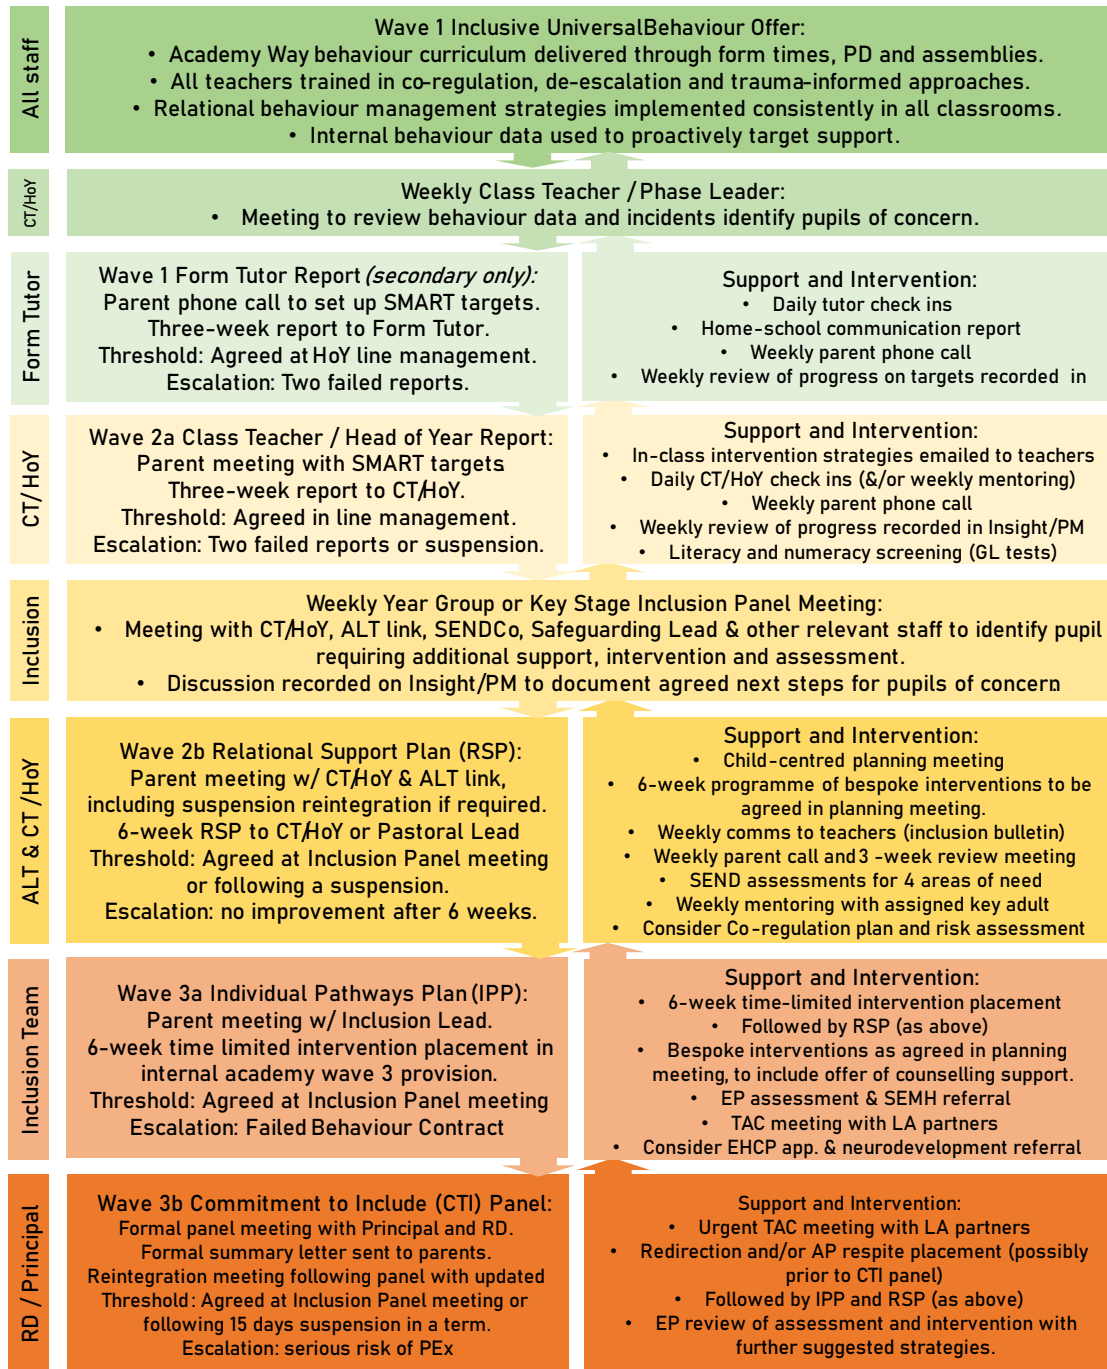 All staff
Wave 1 Inclusive UniversalBehaviour Offer:
• Academy Way behaviour curriculum delivered through form times, PD and assemblies.
• All teachers trained in co-regulation, de-escalation and trauma-informed approaches.
• Relational behaviour management strategies implemented consistently in all classrooms.
• Internal behaviour data used to proactively target support.
CT/HoY
Weekly Class Teacher / Phase Leader:
• Meeting to review behaviour data and incidents identify pupils of concern.
Form Tutor
Wave 1 Form Tutor Report (secondary only):
Parent phone call to set up SMART targets.
Three-week report to Form Tutor.
Threshold: Agreed at HoY line management.
Escalation: Two failed reports.
Support and Intervention:
• Daily tutor check ins
• Home-school communication report
• Weekly parent phone call
• Weekly review of progress on targets recorded in
CT/HoY
Wave 2a Class Teacher / Head of Year Report:
Parent meeting with SMART targets.
Three-week report to CT/HoY.
Threshold: Agreed in line management.
Escalation: Two failed reports or suspension.
Support and Intervention:
• In-class intervention strategies emailed to teachers
• Daily CT/HoY check ins (&/or weekly mentoring)
• Weekly parent phone call
• Weekly review of progress recorded in Insight/PM
• Literacy and numeracy screening (GL tests)
Inclusion
Weekly Year Group or Key Stage Inclusion Panel Meeting:
• Meeting with CT/HoY, ALT link, SENDCo, Safeguarding Lead & other relevant staff to identify pupil
requiring additional support, intervention and assessment.
• Discussion recorded on Insight/PM to document agreed next steps for pupils of concern.
ALT & CT /HoY
Wave 2b Relational Support Plan (RSP):
Parent meeting w/ CT/HoY & ALT link,
including suspension reintegration if required.
6-week RSP to CT/HoY or Pastoral Lead
Threshold: Agreed at Inclusion Panel meeting
or following a suspension.
Escalation: no improvement after 6 weeks.
Support and Intervention:
• Child-centred planning meeting
• 6-week programme of bespoke interventions to be
agreed in planning meeting.
• Weekly comms to teachers (inclusion bulletin)
• Weekly parent call and 3 -week review meeting
• SEND assessments for 4 areas of need
• Weekly mentoring with assigned key adult
• Consider Co-regulation plan and risk assessment
Inclusion Team
Wave 3a Individual Pathways Plan (IPP):
Parent meeting w/ Inclusion Lead.
6-week time limited intervention placement in
internal academy wave 3 provision.
Threshold: Agreed at Inclusion Panel meeting
Escalation: Failed Behaviour Contract
Support and Intervention:
• 6-week time-limited intervention placement
• Followed by RSP (as above)
• Bespoke interventions as agreed in planning
meeting, to include offer of counselling support.
• EP assessment & SEMH referral
• TAC meeting with LA partners
• Consider EHCP app. & neurodevelopment referral
RD / Principal
Wave 3b Commitment to Include (CTI) Panel:
Formal panel meeting with Principal and RD.
Formal summary letter sent to parents.
Reintegration meeting following panel with updated
Threshold: Agreed at Inclusion Panel meeting or
following 15 days suspension in a term.
Escalation: serious risk of PEx
Support and Intervention:
• Urgent TAC meeting with LA partners
• Redirection and/or AP respite placement (possibly
prior to CTI panel)
• Followed by IPP and RSP (as above)
• EP review of assessment and intervention with
further suggested strategies.